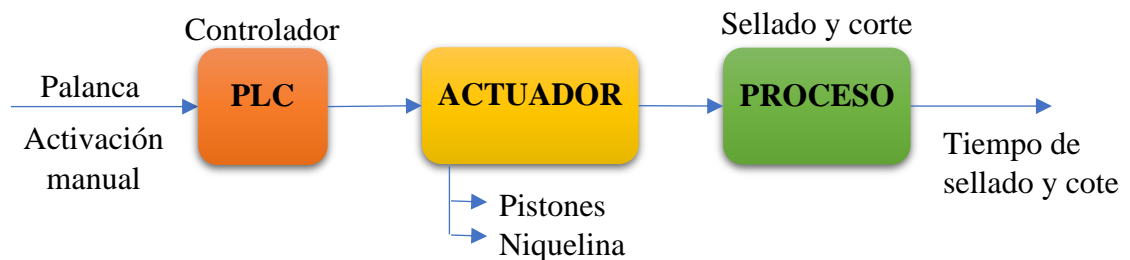 Palanca
Activación
manual
Controlador
PLC
ACTUADOR
Pistones
Niquelina
Sellado y corte
PROCESO
Tiempo de
sellado y cote